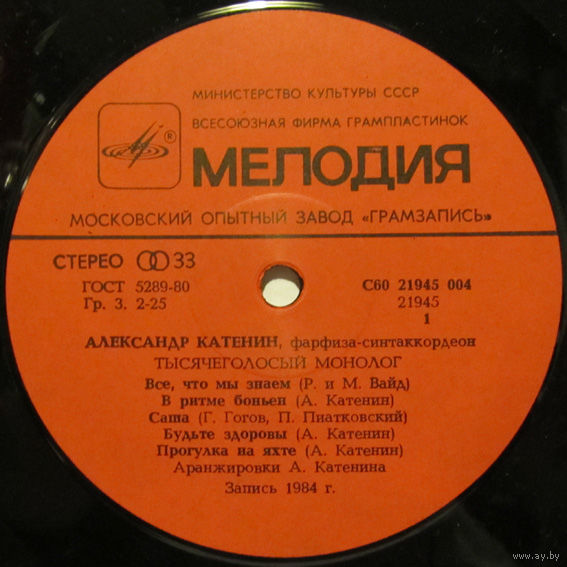 МИНИСТЕРСТВО КУЛЬТУРЫ СССР
ВСЕСОЮЗНАЯ ФИРМА ГРАМПЛАСТИНОК
®
МЕЛОДИЯ
МОСКОВСКИЙ ОПЫТНЫЙ ЗАВОД «ГРАМЗАПИСЬ»
СТЕРЕО 33
ГОСТ 5289-80
Гр. 3. 2-25
С60 21945 004
21945
1
АЛЕКСАНДР КАТЕНИН, фарфиза-синтаккордеон
ТЫСЯЧЕГОЛОСЫЙ МОНОЛОГ
Все, что мы знаем (Р. и М. Вайд)
В ритме боньен (А. Катенин)
Саша (Г. Гогов, П. Пиатковский)
Будьте здоровы (А. Катенин)
Прогулка на яхте (А. Катенин)
Аранжировки А. Катенина
Запись 1984 г.
www.ay.by